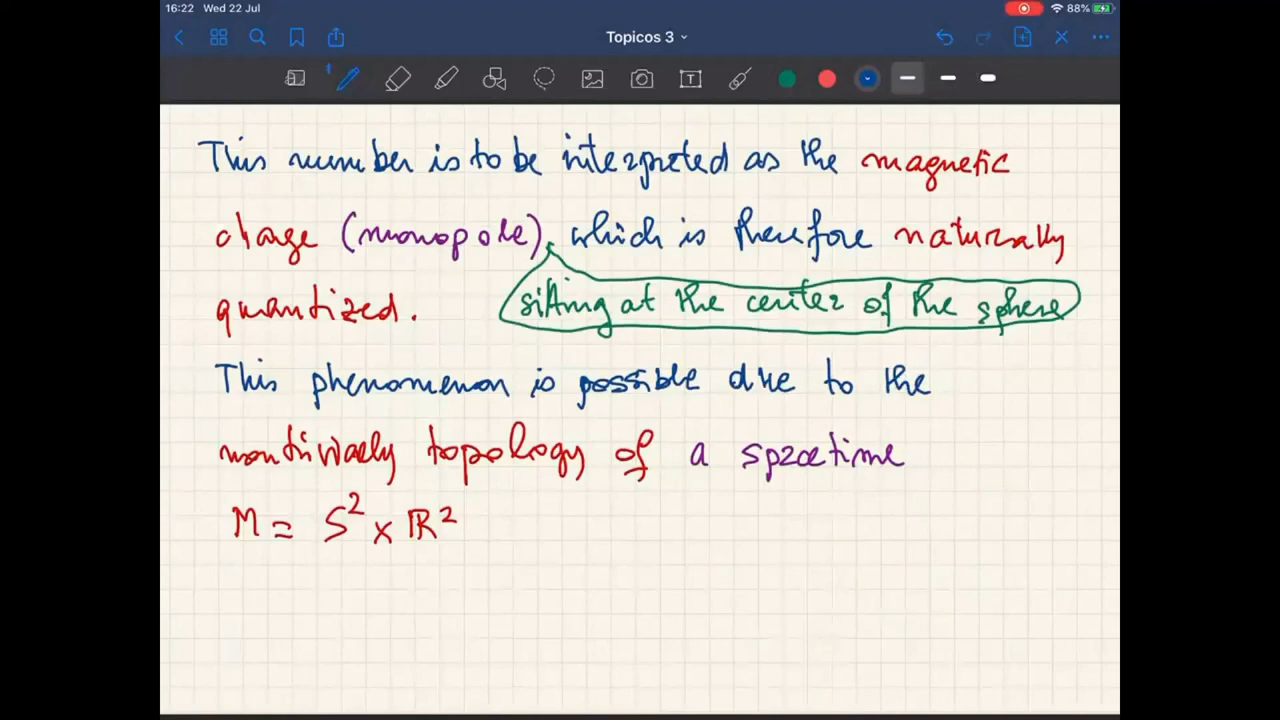 16:22 Wed 22 Jul 88%
Topicos 3
This number is to be interpreted as the magnetic
charge (monopole), which is therefore naturally
quantized. sitting at the center of the sphere
This phenomenon is possible due to the
topology of a spacetime
M = S² × ℝ²